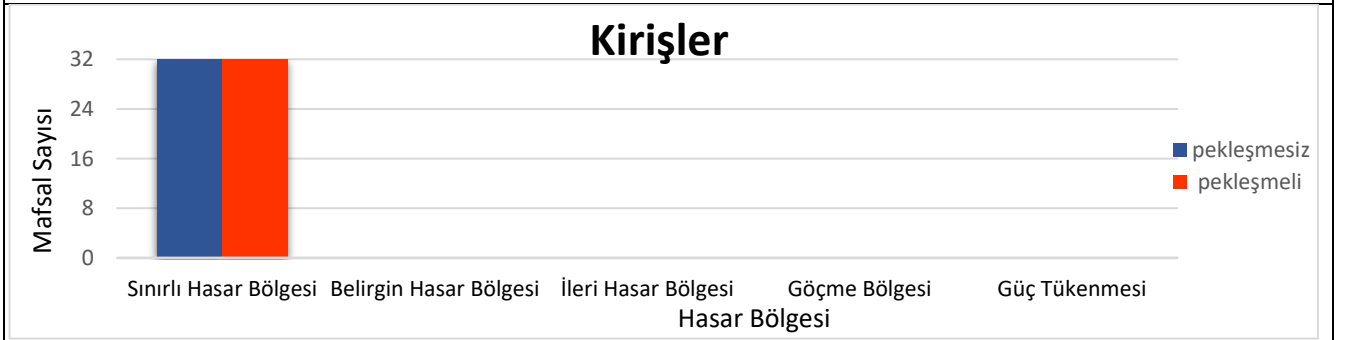 Kirişler
Mafsal Sayısı
32
24
16
8
0
Sınırlı Hasar Bölgesi Belirgin Hasar Bölgesi İleri Hasar Bölgesi Göçme Bölgesi Güç Tükenmesi
Hasar Bölgesi
pekleşmesiz
pekleşmeli